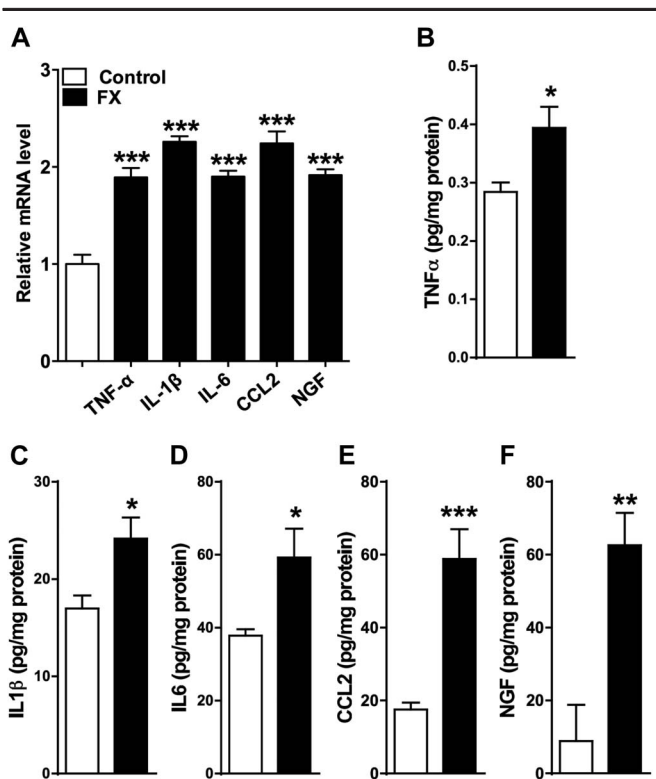 A
Control
FX
Relative mRNA level
3
2
1
0
***
***
***
***
***
TNF-α
IL-1β
IL-6
CCL2
NGF
B
TNFα (pg/mg protein)
0.5
0.4
0.3
0.2
0.1
0.0
*
C
IL1β (pg/mg protein)
30
20
10
0
*
D
IL6 (pg/mg protein)
80
60
40
20
0
*
E
CCL2 (pg/mg protein)
80
60
40
20
0
***
F
NGF (pg/mg protein)
80
60
40
20
0
**